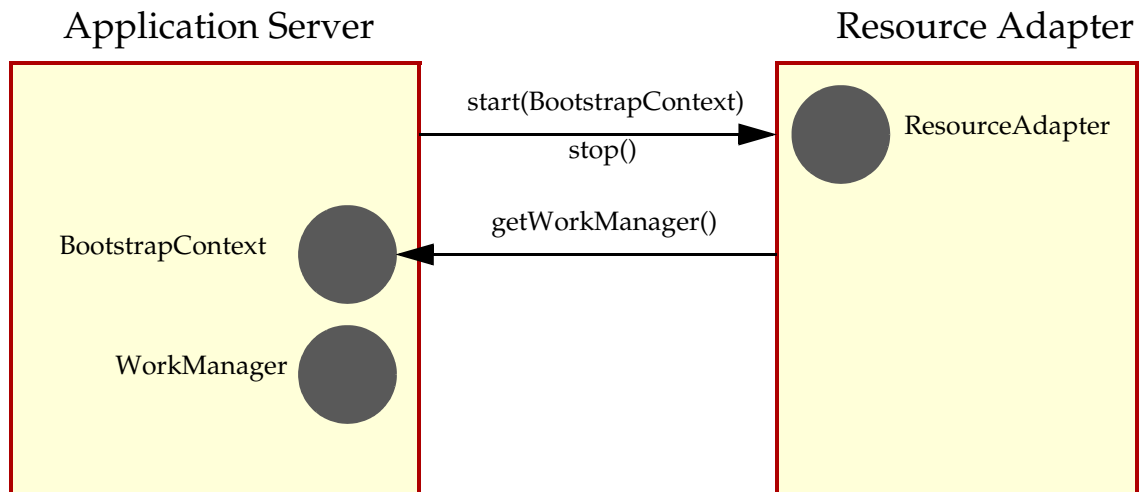 Application Server
Resource Adapter
start(BootstrapContext)
stop()
ResourceAdapter
getWorkManager()
BootstrapContext
WorkManager